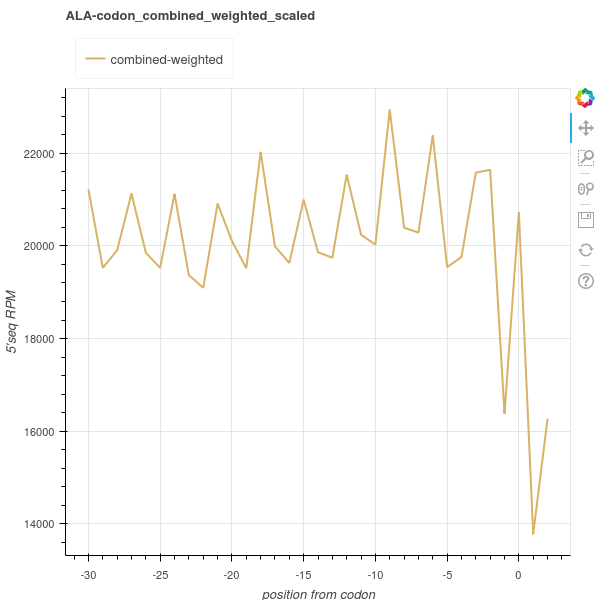 ALA-codon_combined_weighted_scaled
combined-weighted
22000
20000
18000
16000
14000
5'seq RPM
-30 -25 -20 -15 -10 -5 0
position from codon